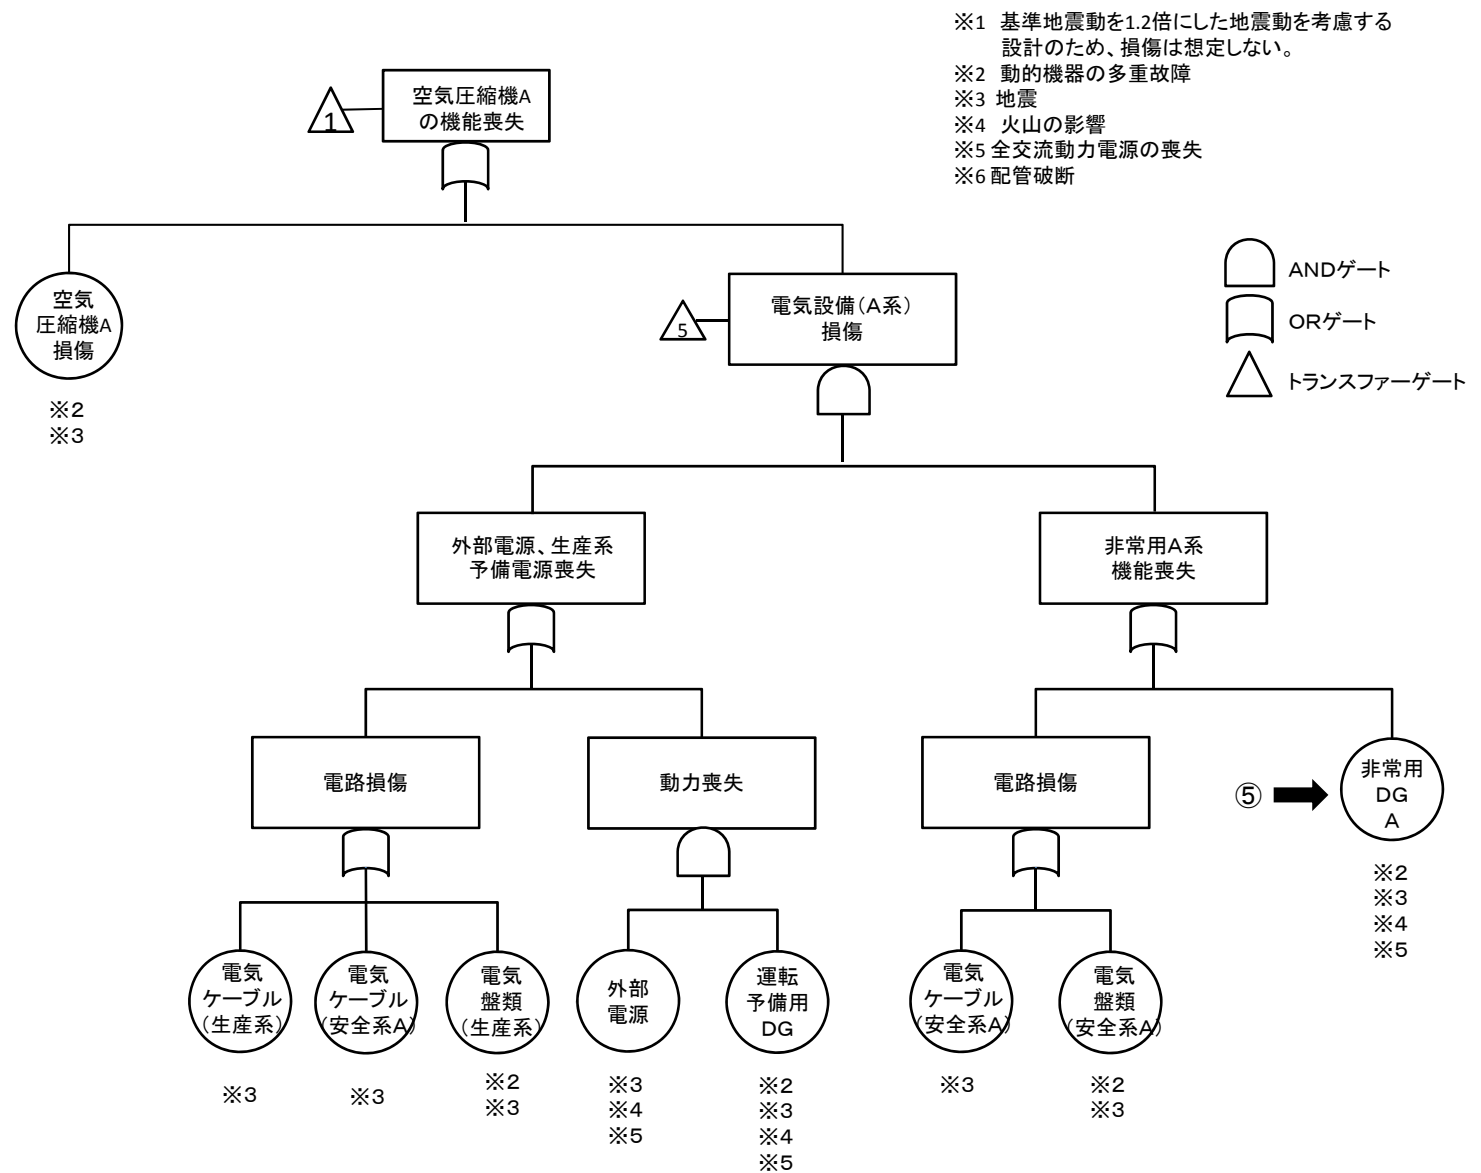 ※1 基準地震動を1.2倍にした地震動を考慮する
設計のため、損傷は想定しない。
※2 動的機器の多重故障
※3 地震
※4 火山の影響
※5 全交流動力電源の喪失
※6 配管破断
空気圧縮機A
の機能喪失
1
ANDゲート
ORゲート
トランスファーゲート
空気
圧縮機A
損傷
※2
※3
電気設備(A系)
損傷
5
外部電源、生産系
予備電源喪失
非常用A系
機能喪失
電路損傷
動力喪失
電路損傷
⑤
非常用
DG
A
※2
※3
※4
※5
電気
ケーブル
(生産系)
※3
電気
ケーブル
(安全系A)
※3
電気
盤類
(生産系)
※2
※3
外部
電源
※3
※4
※5
運転
予備用
DG
※2
※3
※4
※5
電気
ケーブル
(安全系A)
※3
電気
盤類
(安全系A)
※2
※3